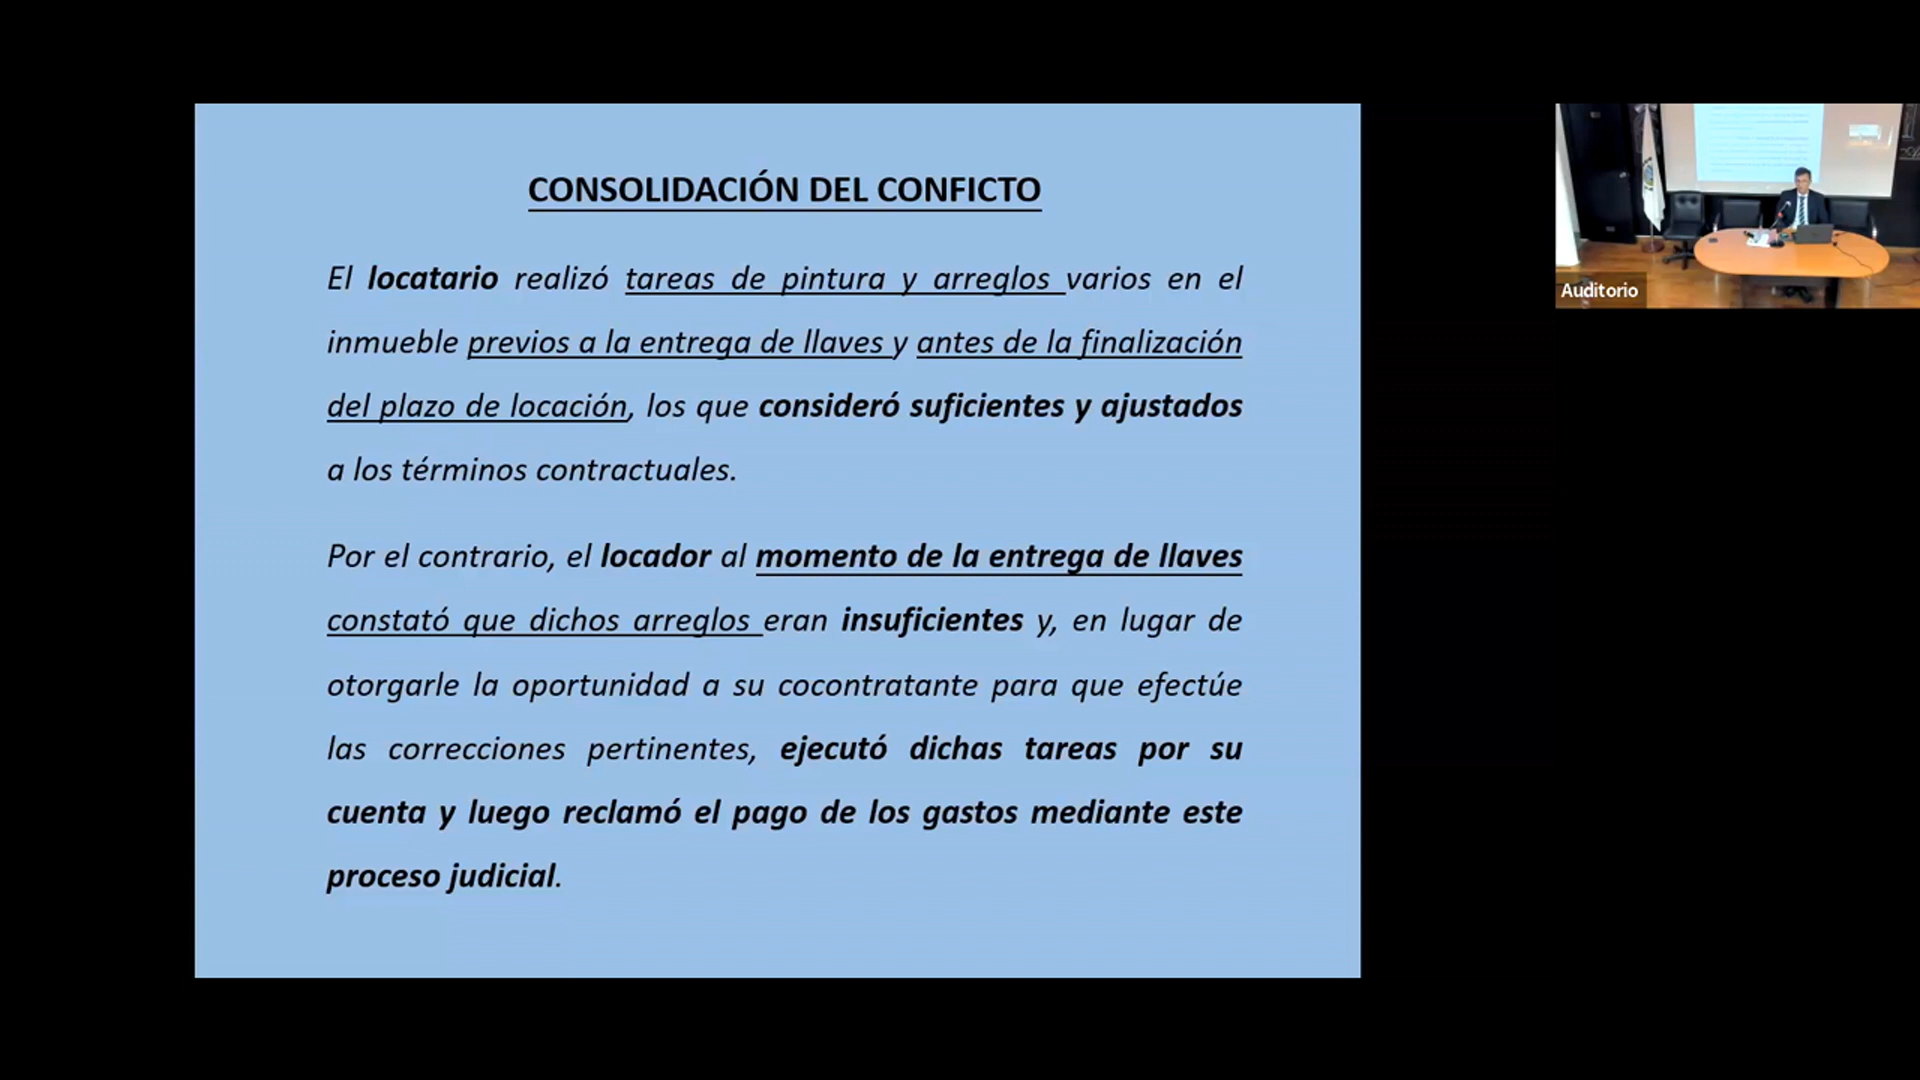 CONSOLIDACIÓN DEL CONFICTO
El locatario realizó tareas de pintura y arreglos varios en el
inmueble previos a la entrega de llaves y antes de la finalización
del plazo de locación, los que consideró suficientes y ajustados
a los términos contractuales.
Por el contrario, el locador al momento de la entrega de llaves
constató que dichos arreglos eran insuficientes y, en lugar de
otorgarle la oportunidad a su cocontratante para que efectúe
las correcciones pertinentes, ejecutó dichas tareas por su
cuenta y luego reclamó el pago de los gastos mediante este
proceso judicial.
Auditorio